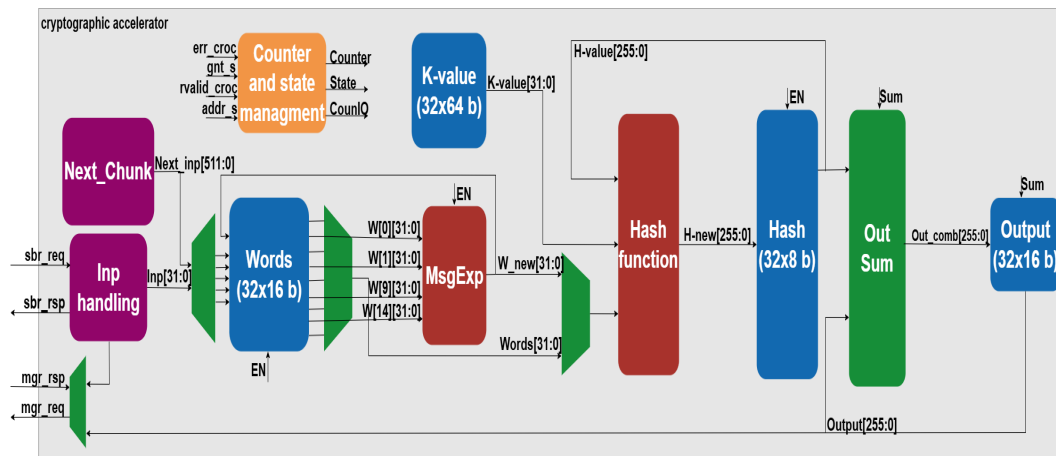 cryptographic accelerator
err_croc
gnt_s
rvalid_croc
addr_s
Counter
and state
managment
Counter
State
CounIO
K-value
(32x64 b)
K-value[31:0]
H-value[255:0]
EN
Sum
Next_Chunk
Next_inp[511:0]
sbr_req
sbr_rsp
Inp
handling
Inp[31:0]
mgr_rsp
mgr_req
Words
(32x16 b)
EN
W[0][31:0]
W[1][31:0]
W[9][31:0]
W[14][31:0]
EN
MsgExp
W_new[31:0]
Words[31:0]
Hash
function
H-new[255:0]
Hash
(32x8 b)
Out
Sum
Out_comb[255:0]
Sum
Output
(32x16 b)
Output[255:0]